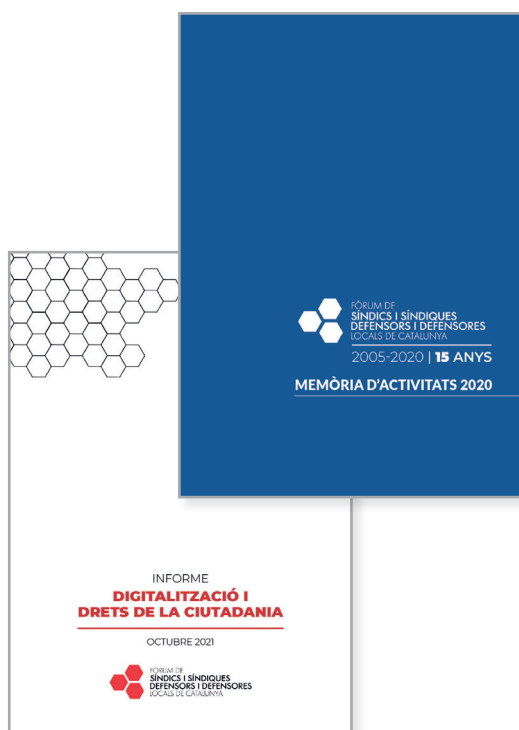 FÒRUM DE
SÍNDICS I SÍNDIQUES
DEFENSORS I DEFENSORES
LOCALS DE CATALUNYA
2005-2020 | 15 ANYS
MEMÒRIA D'ACTIVITATS 2020
INFORME
DIGITALITZACIÓ I
DRETS DE LA CIUTADANIA
OCTUBRE 2021
FÒRUM DE
SÍNDICS I SÍNDIQUES
DEFENSORS I DEFENSORES
LOCALS DE CATALUNYA